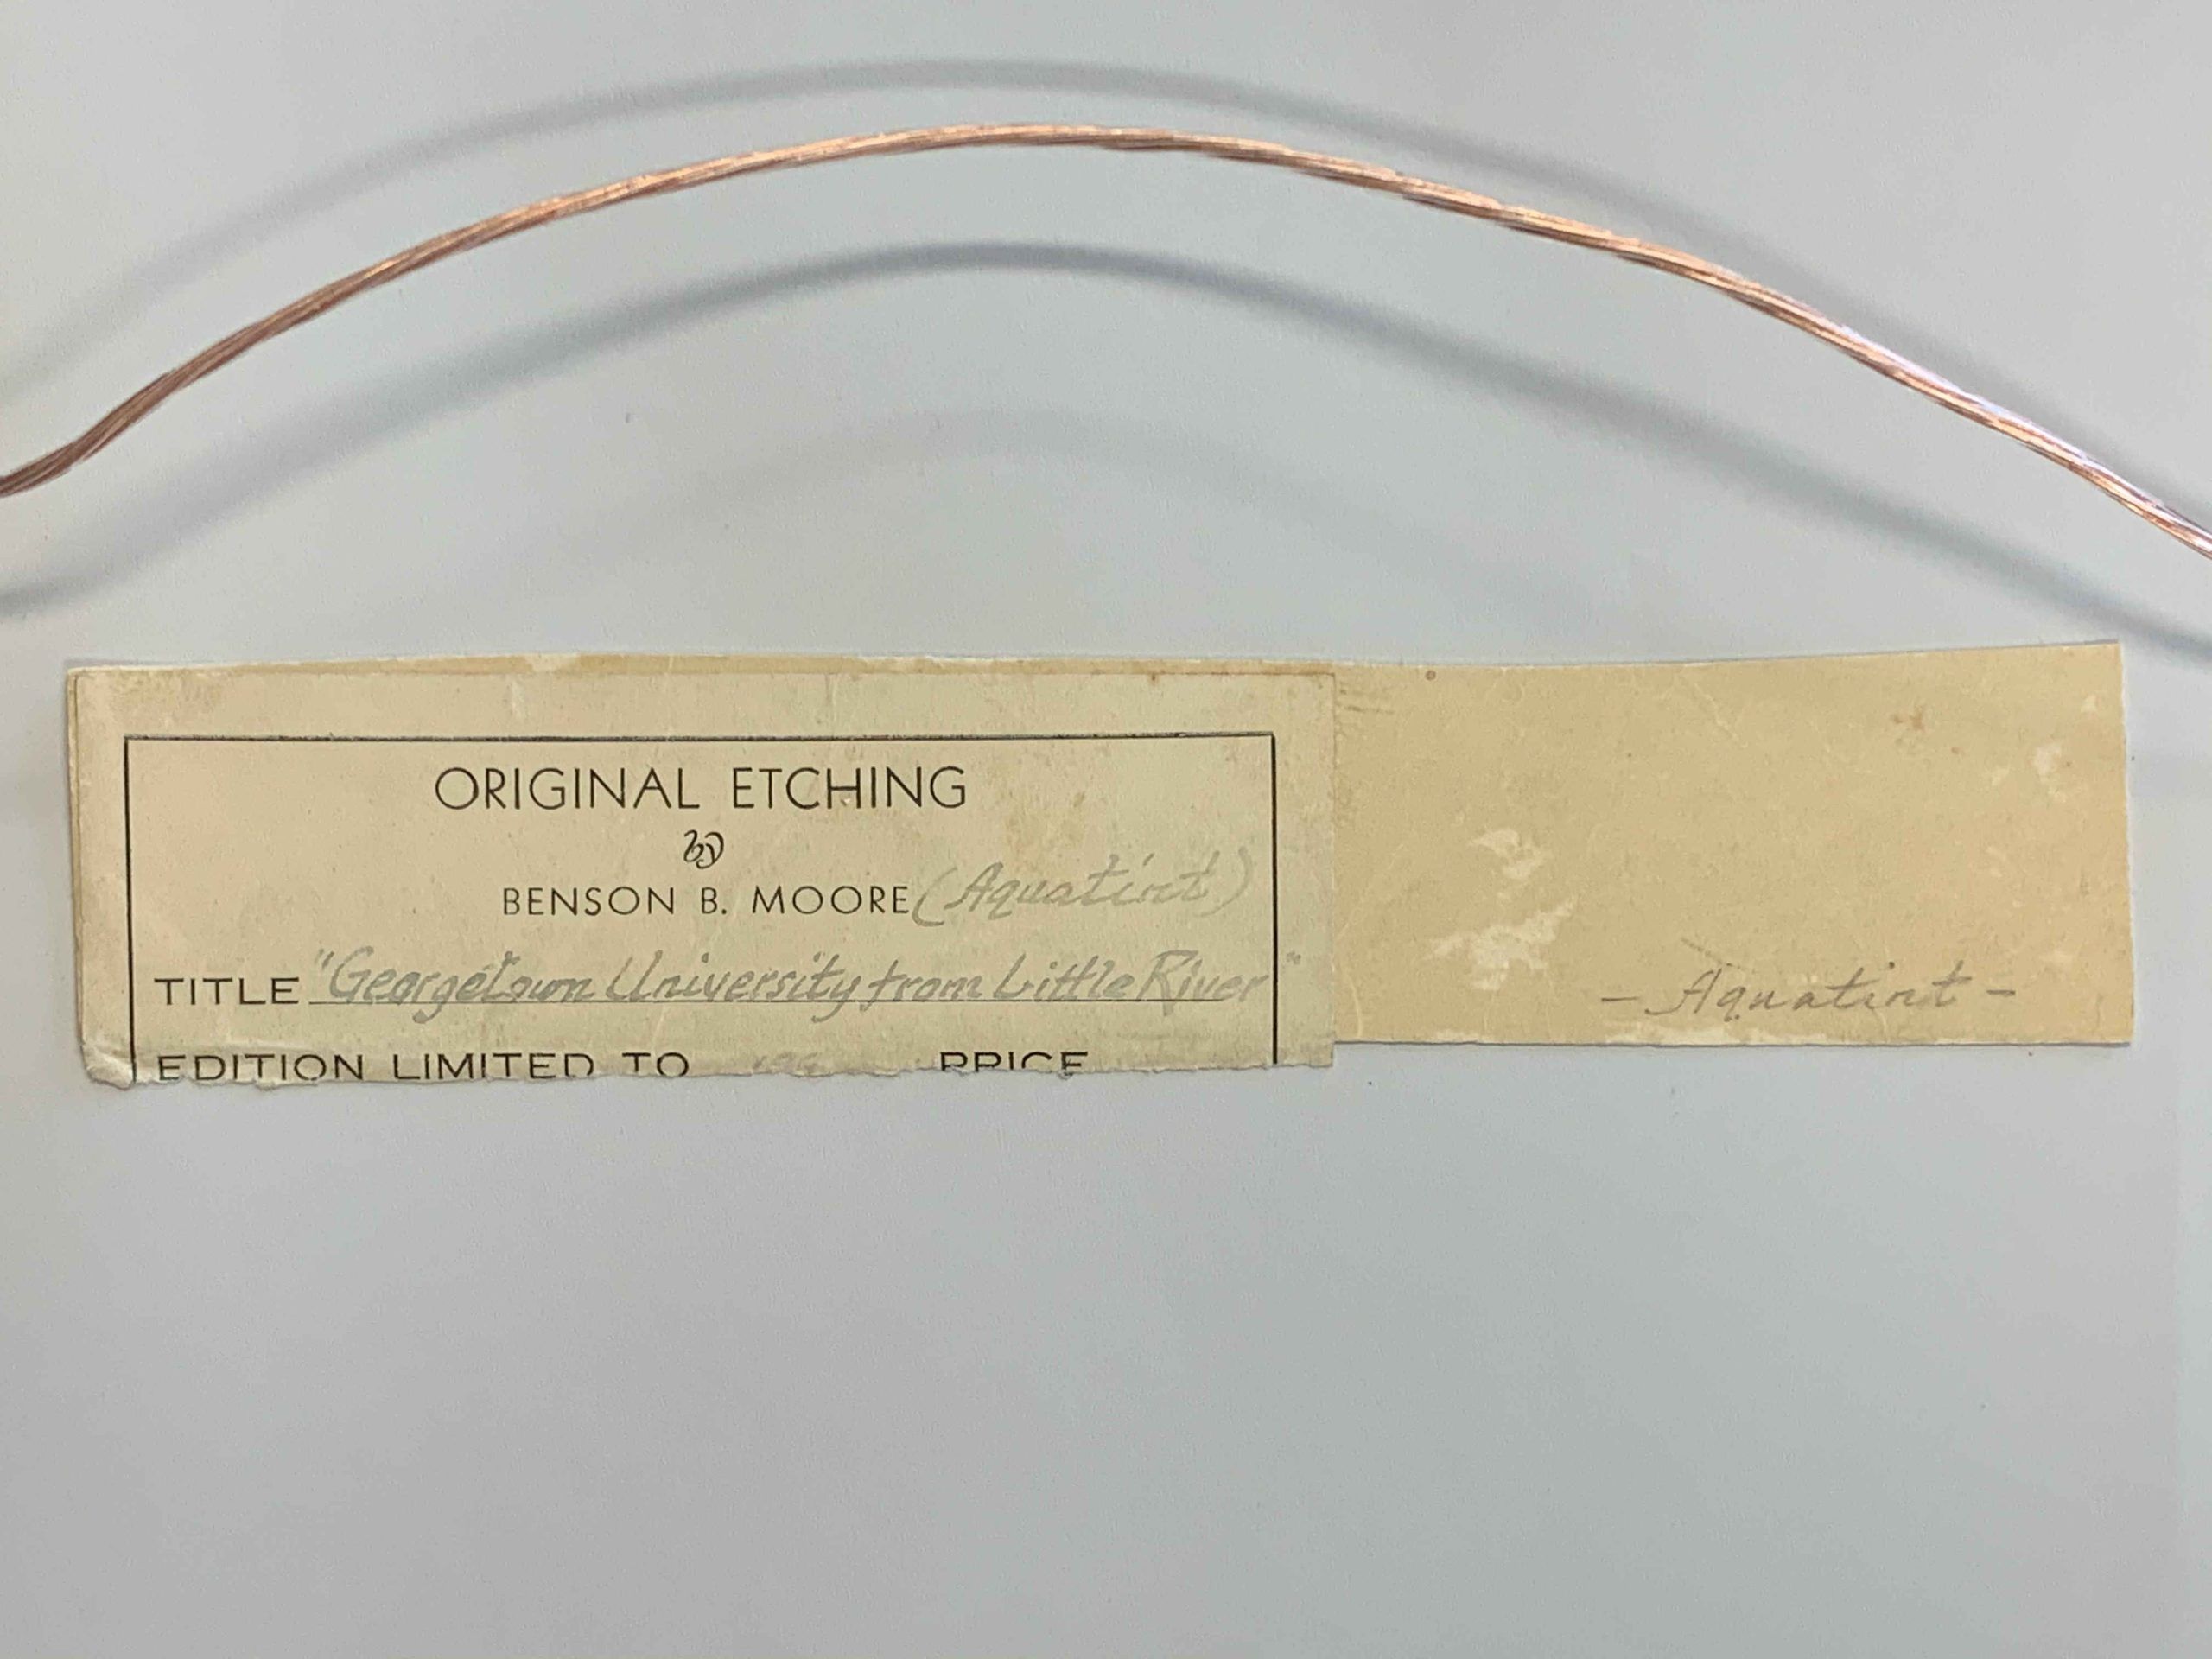 ORIGINAL ETCHING
by
BENSON B. MOORE (Aquatint)
TITLE "Georgetown University from Little River"
EDITION LIMITED TO PRICE
- Aquatint -